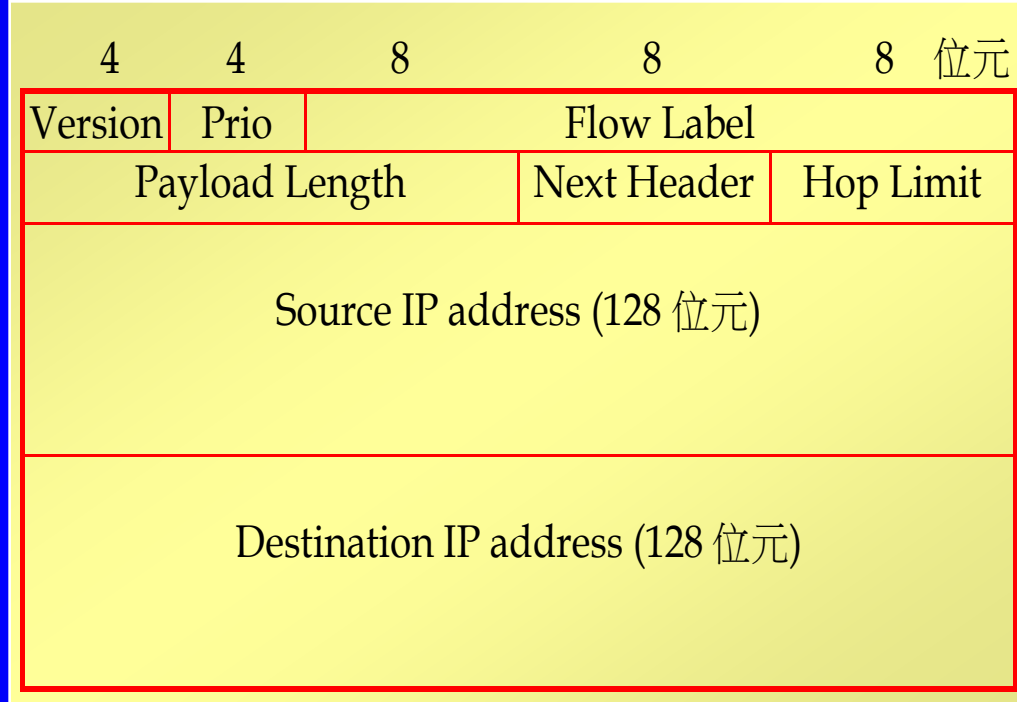 4 4 8 8 8 位元
Version Prio Flow Label
Payload Length Next Header Hop Limit
Source IP address (128 位元)
Destination IP address (128 位元)